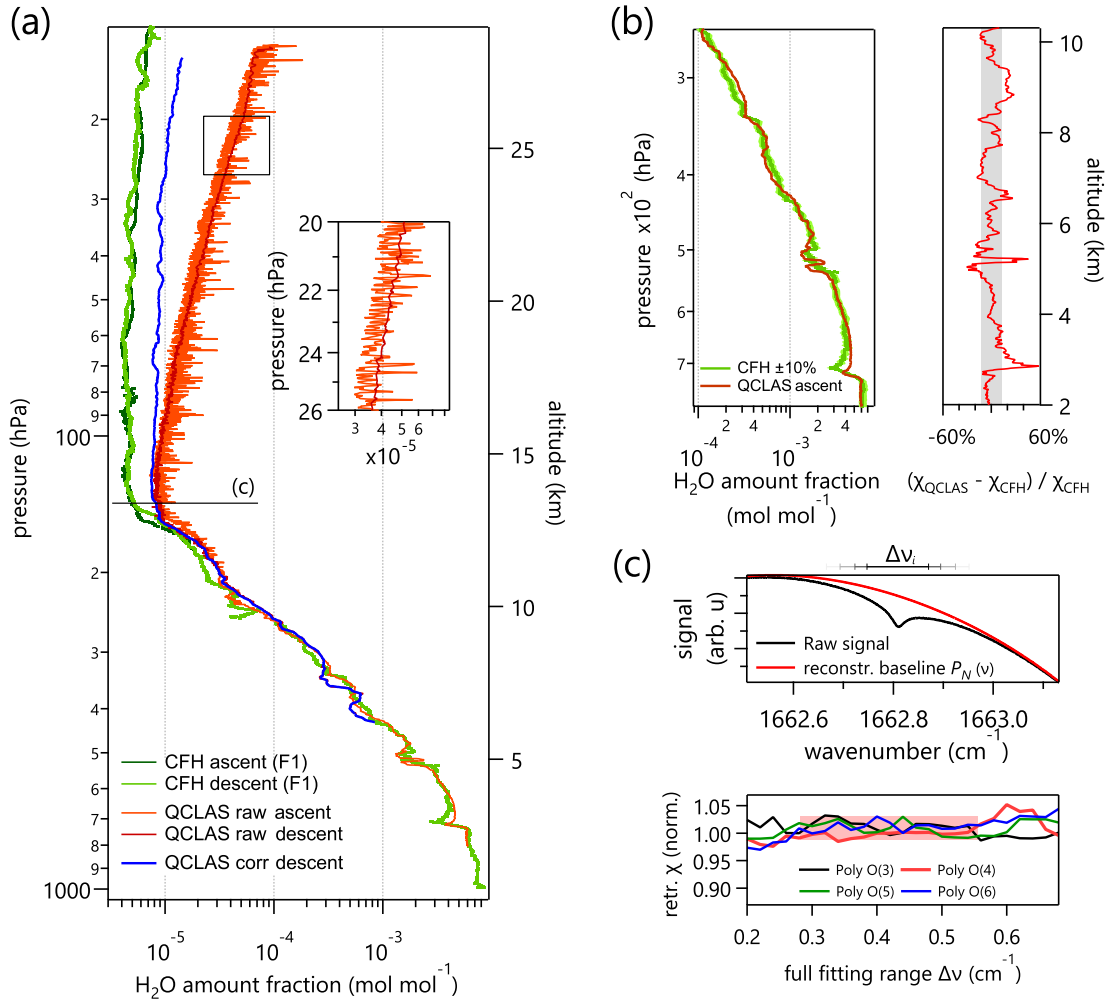 (a)
pressure (hPa)
2
3
4
5
6
7
8
9
100
2
3
4
5
6
7
8
9
1000
10⁻⁵
10⁻⁴
10⁻³
H₂O amount fraction (mol mol⁻¹)
25
20
15
10
5
altitude (km)
(c)
CFH ascent (F1)
CFH descent (F1)
QCLAS raw ascent
QCLAS raw descent
QCLAS corr descent
pressure (hPa)
20
22
24
26
3 4 5 6
x10⁻⁵
(b)
pressure x10² (hPa)
3
4
5
6
7
CFH ±10%
QCLAS ascent
10⁻⁴ 2 4 10⁻³ 2 4
H₂O amount fraction
(mol mol⁻¹)
10
8
6
4
2
altitude (km)
-60% 60%
(χQCLAS - χCFH) / χCFH
(c)
Δνᵢ
signal
(arb. u)
Raw signal
reconstr. baseline P_N (ν)
1662.6 1662.8 1663.0
wavenumber (cm⁻¹)
retr. χ (norm.)
1.05
1.00
0.95
0.90
Poly O(3) Poly O(4)
Poly O(5) Poly O(6)
0.2 0.3 0.4 0.5 0.6
full fitting range Δν (cm⁻¹)